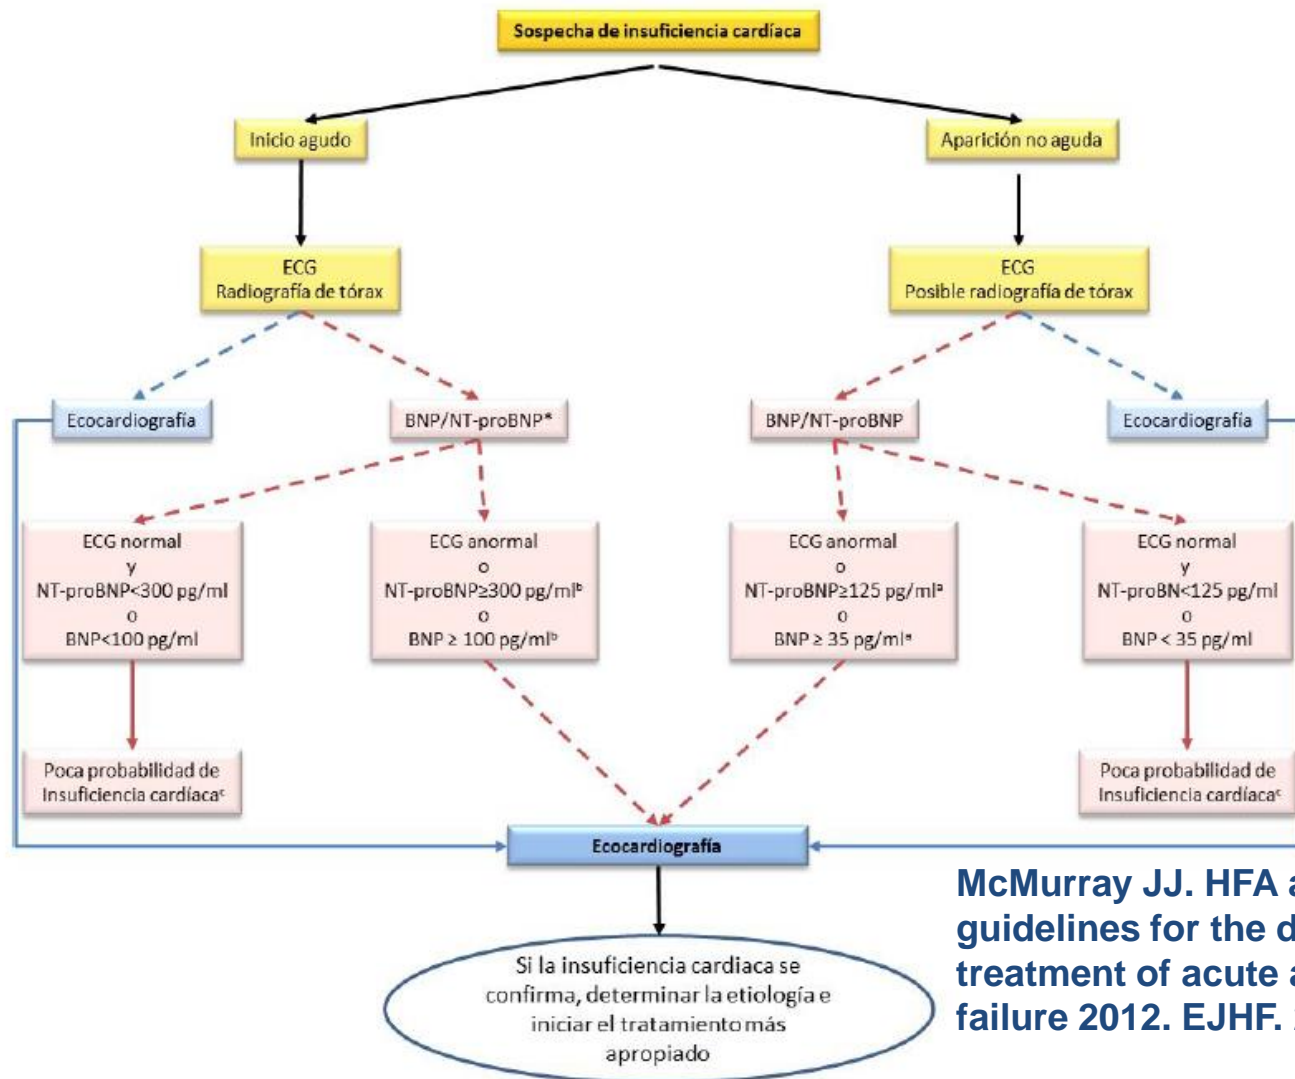 Sospecha de insuficiencia cardíaca
Inicio agudo
Aparición no aguda
ECG
Radiografía de tórax
ECG
Posible radiografía de tórax
Ecocardiografía
BNP/NT-proBNP*
BNP/NT-proBNP
Ecocardiografía
ECG normal
y
NT-proBNP<300 pg/ml
o
BNP<100 pg/ml
ECG anormal
o
NT-proBNP≥300 pg/mlᵇ
o
BNP ≥ 100 pg/mlᵇ
ECG anormal
o
NT-proBNP≥125 pg/mlᵃ
o
BNP ≥ 35 pg/mlᵃ
ECG normal
y
NT-proBN<125 pg/ml
o
BNP < 35 pg/ml
Poca probabilidad de
Insuficiencia cardíacaᶜ
Poca probabilidad de
Insuficiencia cardíacaᶜ
Ecocardiografía
Si la insuficiencia cardiaca se
confirma, determinar la etiología e
iniciar el tratamiento más
apropiado
McMurray JJ. HFA a
guidelines for the d
treatment of acute a
failure 2012. EJHF.